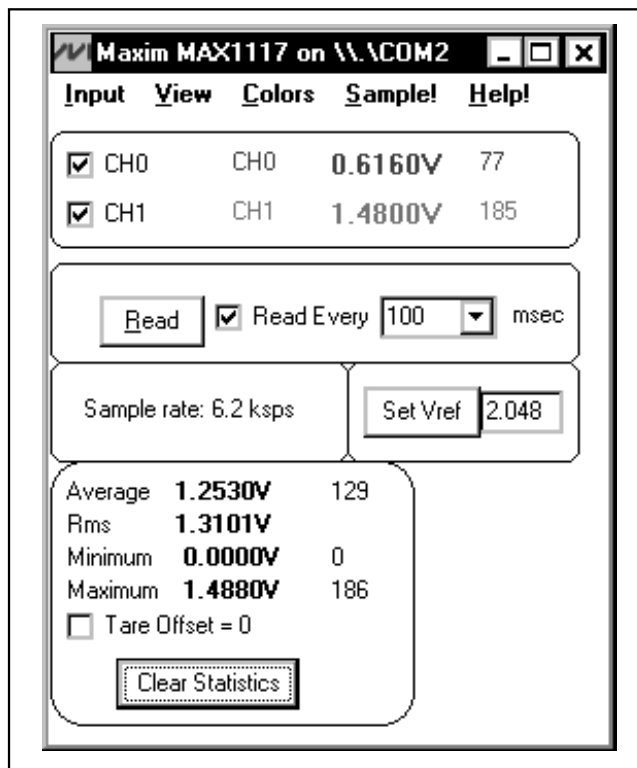 Maxim MAX1117 on \\.\COM2
Input View Colors Sample! Help!
CH0 CH0 0.6160V 77
CH1 CH1 1.4800V 185
Read Read Every 100 msec
Sample rate: 6.2 ksps Set Vref 2.048
Average 1.2530V 129
Rms 1.3101V
Minimum 0.0000V 0
Maximum 1.4880V 186
Tare Offset = 0
Clear Statistics